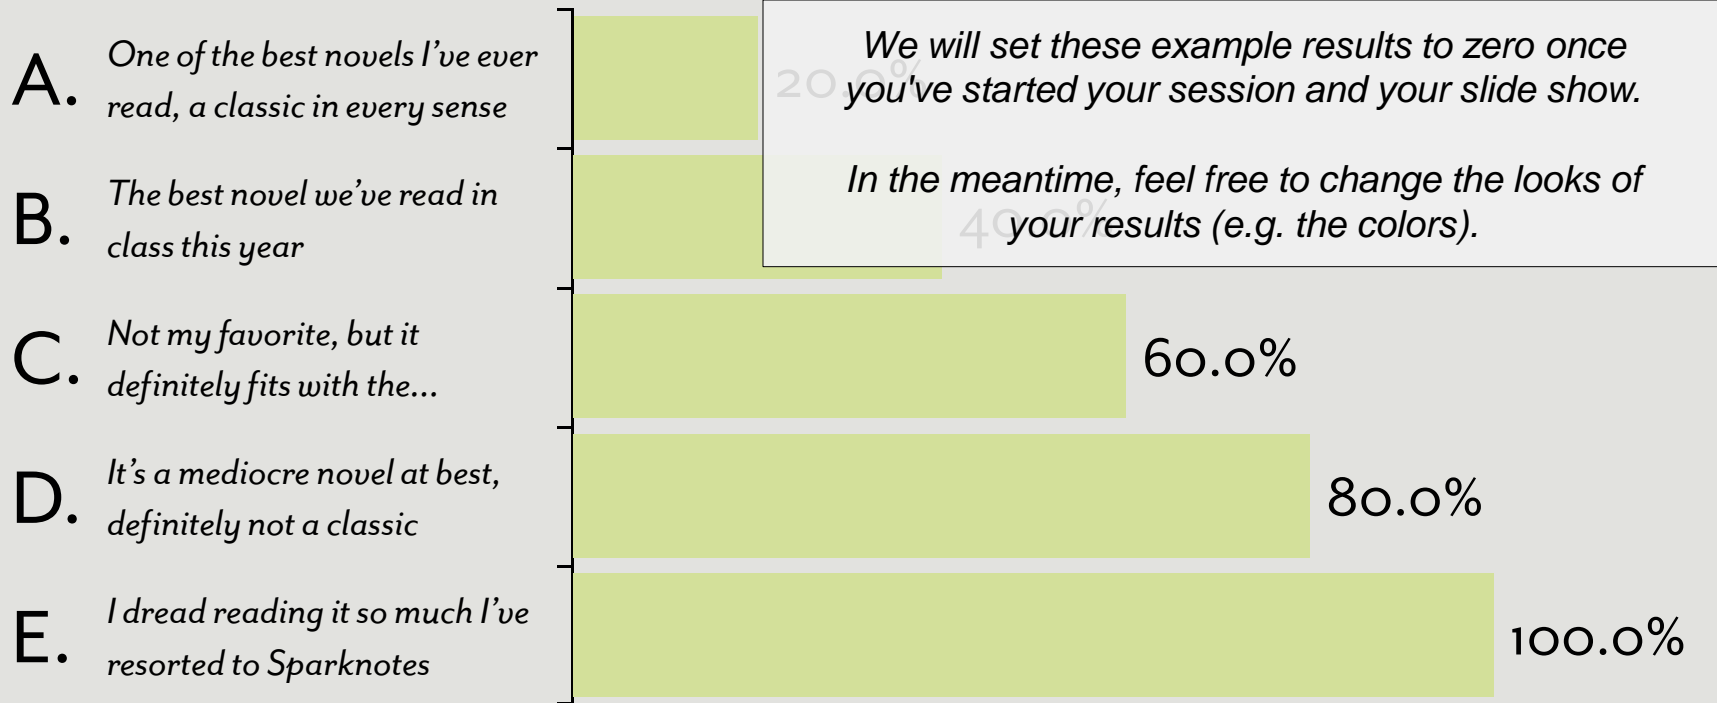 A.
One of the best novels I've ever
read, a classic in every sense
20.0%
We will set these example results to zero once
you've started your session and your slide show.
In the meantime, feel free to change the looks of
your results (e.g. the colors).
B.
The best novel we've read in
class this year
40.0%
C.
Not my favorite, but it
definitely fits with the...
60.0%
D.
It's a mediocre novel at best,
definitely not a classic
80.0%
E.
I dread reading it so much I've
resorted to Sparknotes
100.0%